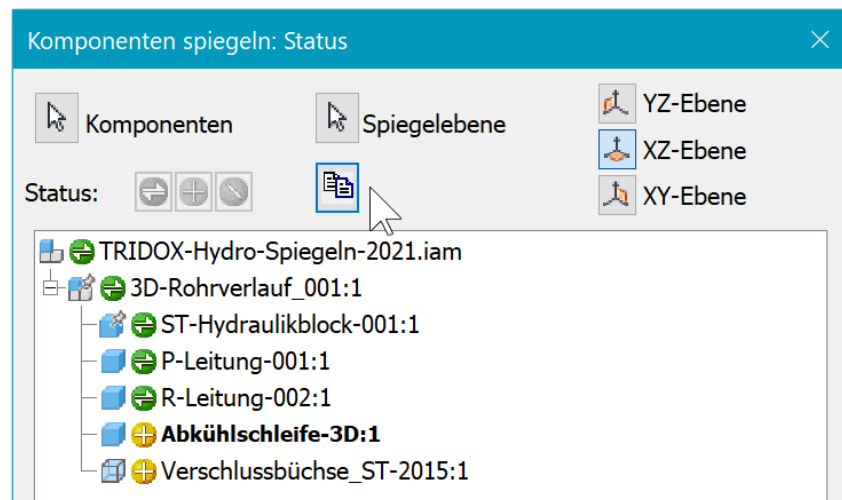 Komponenten spiegeln: Status
Komponenten
Spiegelebene
YZ-Ebene
XZ-Ebene
Status:
XY-Ebene
TRIDOX-Hydro-Spiegeln-2021.iam
3D-Rohrverlauf_001:1
ST-Hydraulikblock-001:1
P-Leitung-001:1
R-Leitung-002:1
Abkühlschleife-3D:1
Verschlussbüchse_ST-2015:1